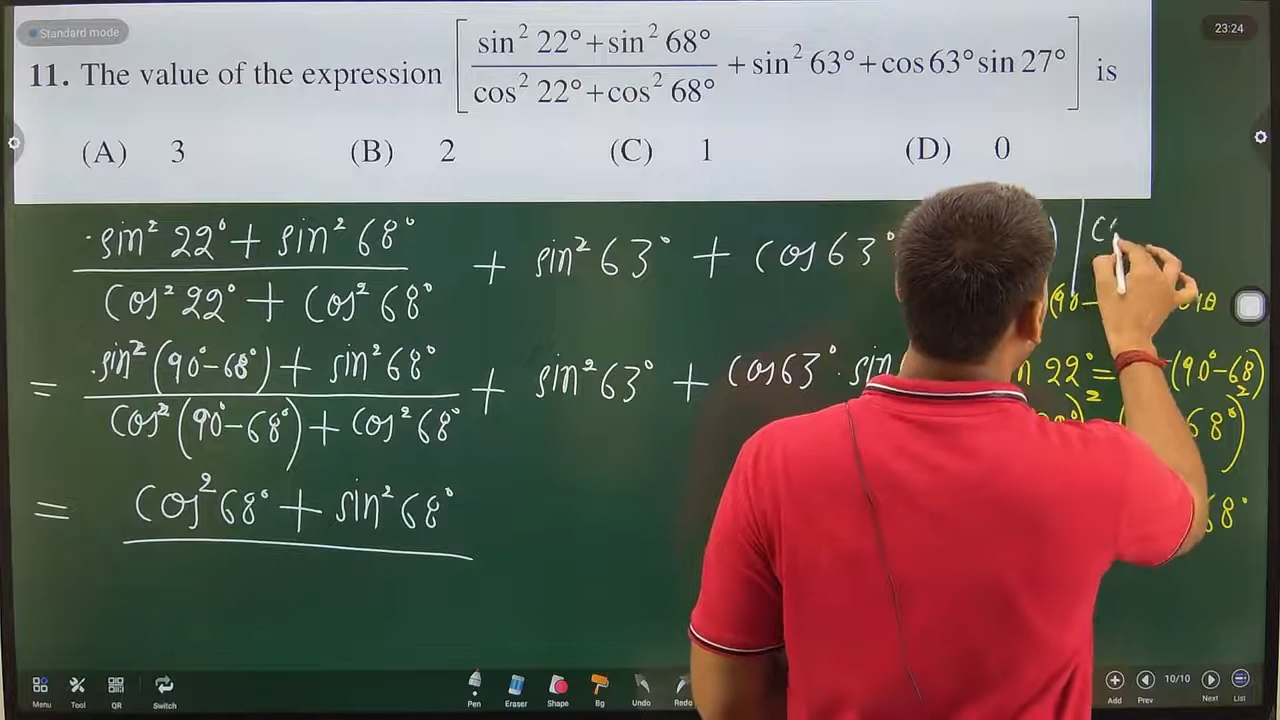 Standard mode
23:24
11. The value of the expression [ (sin² 22° + sin² 68°) / (cos² 22° + cos² 68°) + sin² 63° + cos 63° sin 27° ] is
(A) 3 (B) 2 (C) 1 (D) 0
sin² 22° + sin² 68°
+ sin² 63° + cos 63°
cos² 22° + cos² 68°
= sin² (90° - 68°) + sin² 68°
+ sin² 63° + cos 63° . sin
cos² (90° - 68°) + cos² 68°
= cos² 68° + sin² 68°
(90-
22° = (90° - 68)
68°)²
68°
Menu Tool QR Switch Pen Eraser Shape Bg Undo Redo Add Prev 10/10 Next List